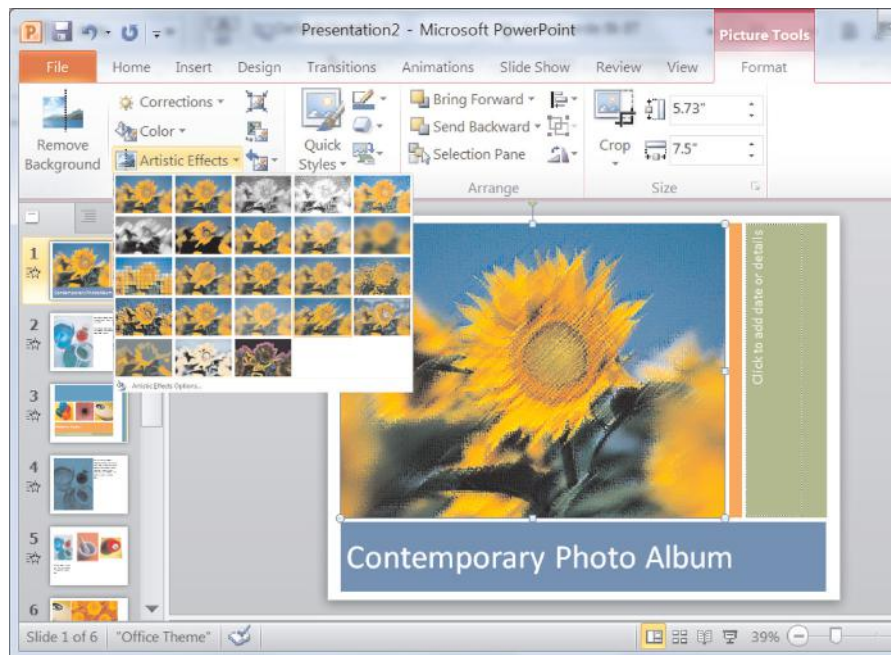 Presentation2 - Microsoft PowerPoint
Picture Tools
File Home Insert Design Transitions Animations Slide Show Review View Format
Remove Background
Corrections
Color
Artistic Effects
Quick Styles
Bring Forward
Send Backward
Selection Pane
Arrange
Crop
5.73"
7.5"
Size
Artistic Effects Options...
1
2
3
4
5
6
Click to add date or details
Contemporary Photo Album
Slide 1 of 6 "Office Theme" 39%